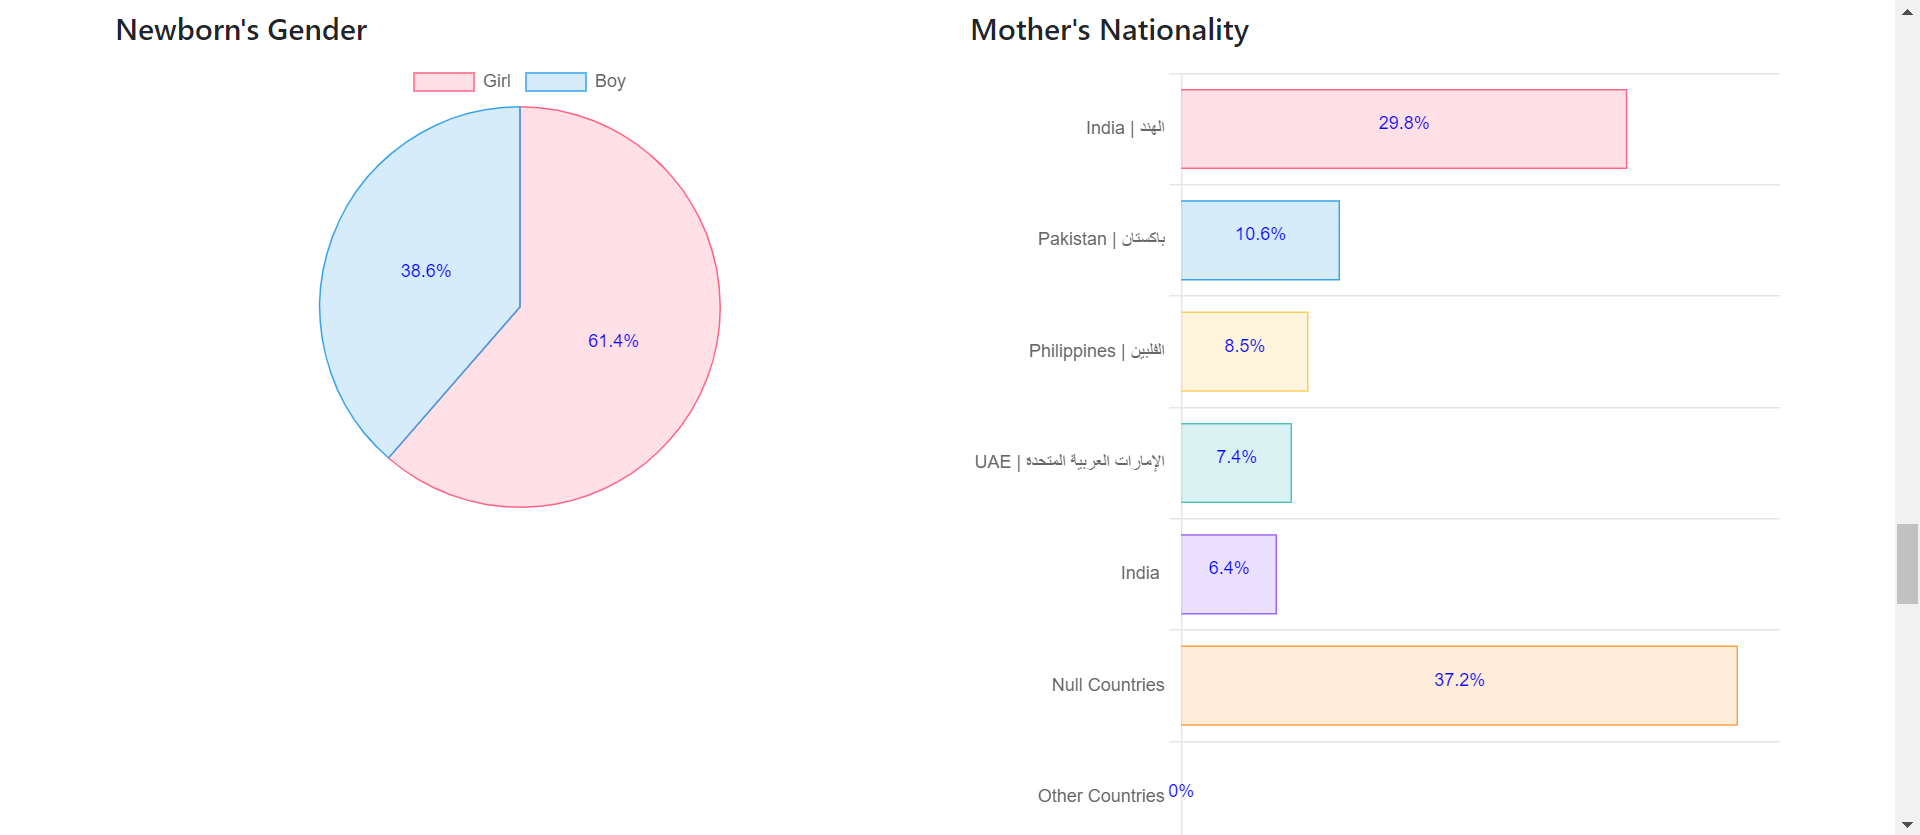 Newborn's Gender
Girl
Boy
38.6%
61.4%
Mother's Nationality
India | الهند
29.8%
Pakistan | باكستان
10.6%
Philippines | الفلبين
8.5%
UAE | الإمارات العربية المتحدة
7.4%
India
6.4%
Null Countries
37.2%
Other Countries
0%